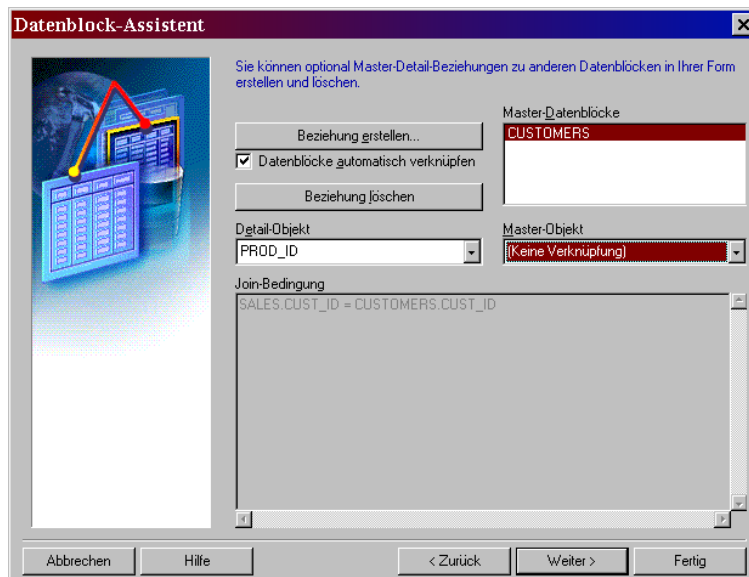 Datenblock-Assistent
Sie können optional Master-Detail-Beziehungen zu anderen Datenblöcken in Ihrer Form
erstellen und löschen.
Master-Datenblöcke
Beziehung erstellen...
CUSTOMERS
Datenblöcke automatisch verknüpfen
Beziehung löschen
Detail-Objekt
Master-Objekt
PROD_ID
(Keine Verknüpfung)
Join-Bedingung
SALES.CUST_ID = CUSTOMERS.CUST_ID
Abbrechen
Hilfe
< Zurück
Weiter >
Fertig